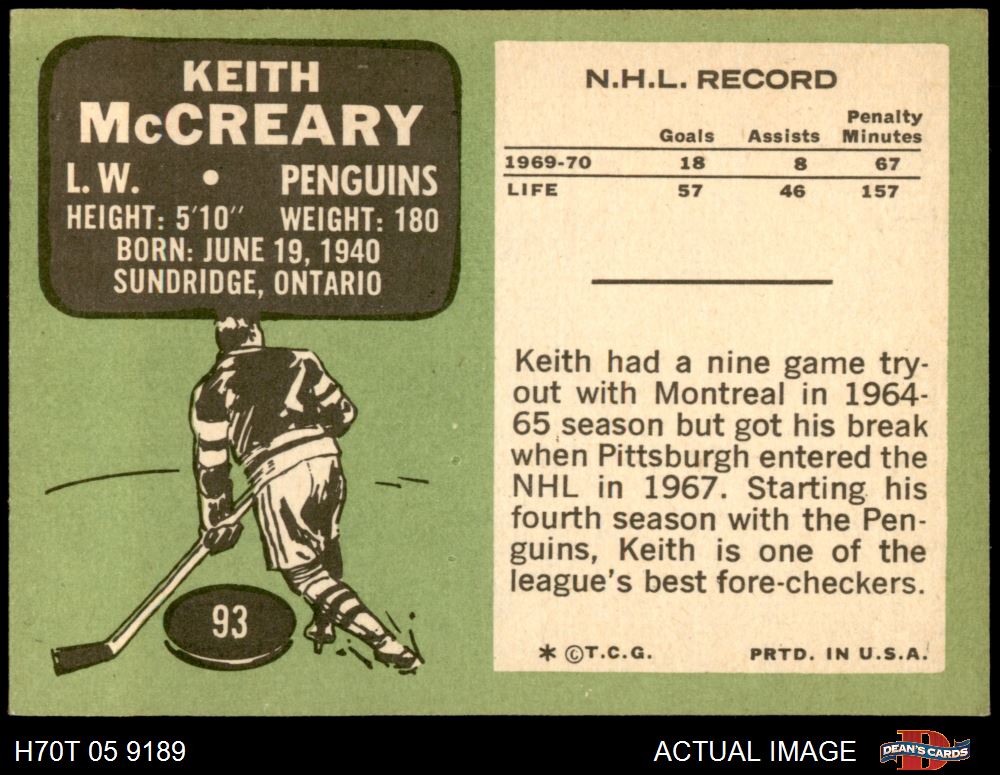 KEITH
McCREARY
L. W. • PENGUINS
HEIGHT: 5'10" WEIGHT: 180
BORN: JUNE 19, 1940
SUNDRIDGE, ONTARIO
93
N.H.L. RECORD
Goals Assists Penalty Minutes
1969-70 18 8 67
LIFE 57 46 157
Keith had a nine game try-
out with Montreal in 1964-
65 season but got his break
when Pittsburgh entered the
NHL in 1967. Starting his
fourth season with the Pen-
guins, Keith is one of the
league's best fore-checkers.
* ©T.C.G. PRTD. IN U.S.A.
H70T 05 9189 ACTUAL IMAGE DEAN'S CARDS